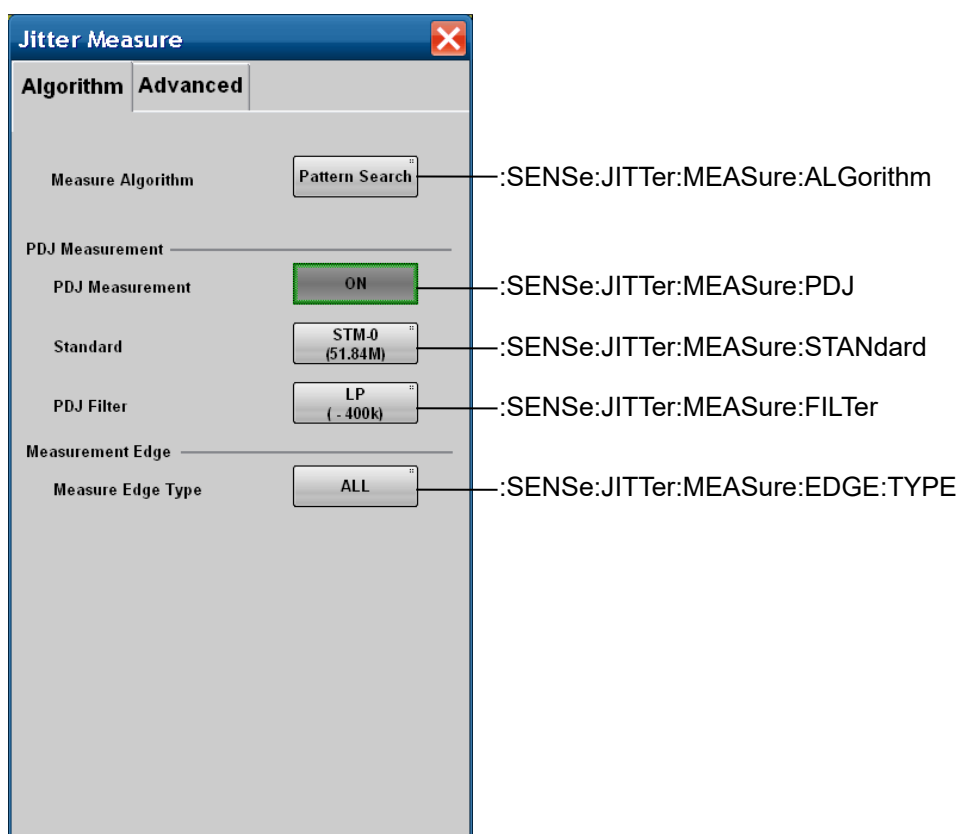 Jitter Measure
Algorithm Advanced
Measure Algorithm Pattern Search :SENSe:JITTer:MEASure:ALGorithm
PDJ Measurement
PDJ Measurement ON :SENSe:JITTer:MEASure:PDJ
Standard STM-0 (51.84M) :SENSe:JITTer:MEASure:STANdard
PDJ Filter LP ( - 400k) :SENSe:JITTer:MEASure:FILTer
Measurement Edge
Measure Edge Type ALL :SENSe:JITTer:MEASure:EDGE:TYPE